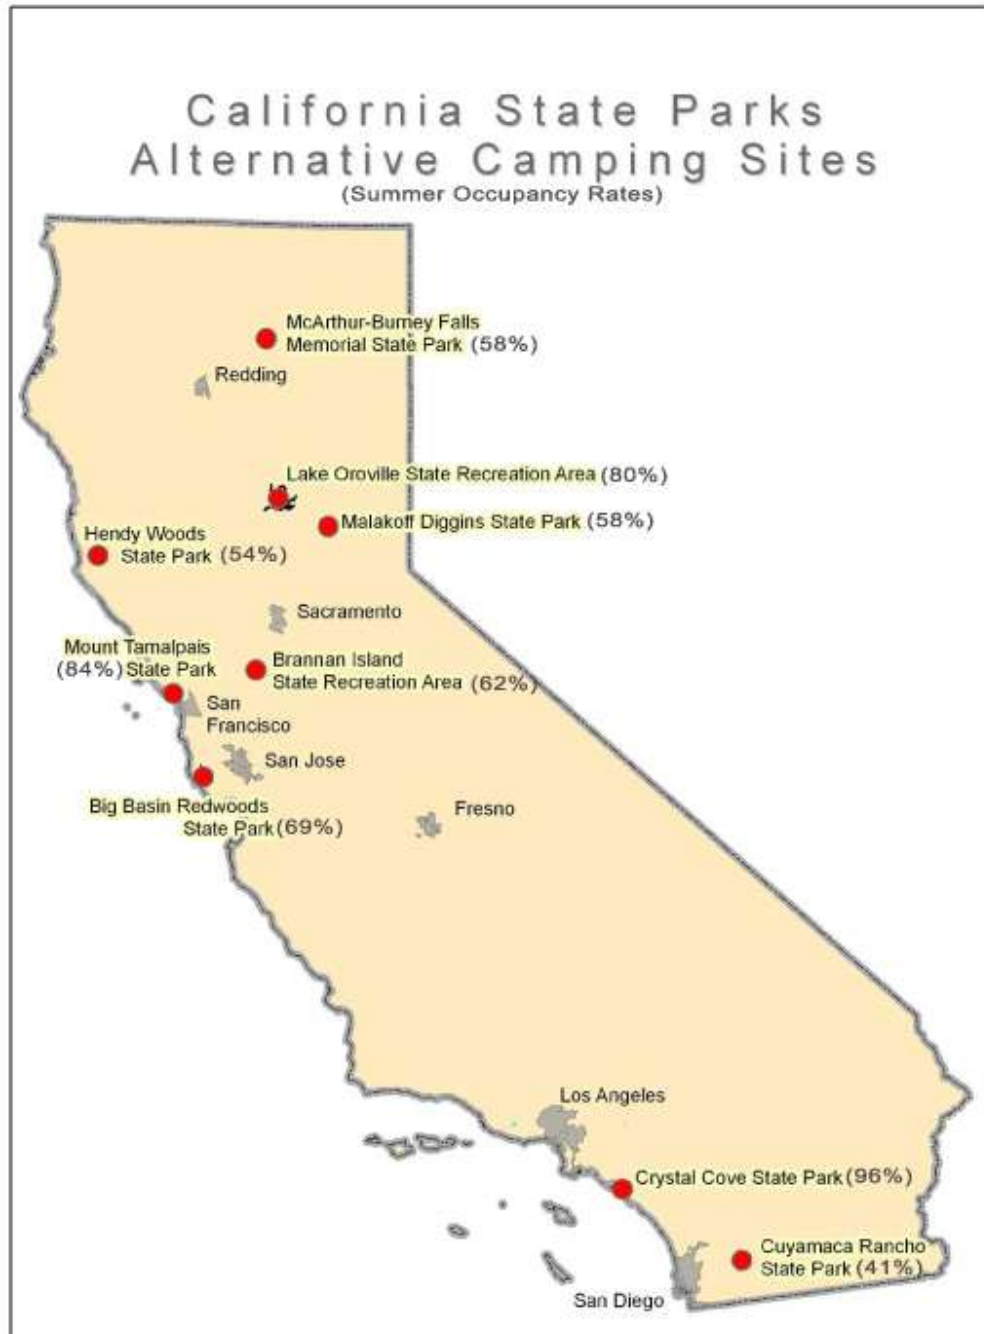 California State Parks
Alternative Camping Sites
(Summer Occupancy Rates)
McArthur-Burney Falls
Memorial State Park (58%)
Redding
Lake Oroville State Recreation Area (80%)
Malakoff Diggins State Park (58%)
Hendy Woods
State Park (54%)
Sacramento
Mount Tamalpais
(84%) State Park
Brannan Island
State Recreation Area (62%)
San
Francisco
San Jose
Big Basin Redwoods
State Park (69%)
Fresno
Los Angeles
Crystal Cove State Park (96%)
Cuyamaca Rancho
State Park (41%)
San Diego